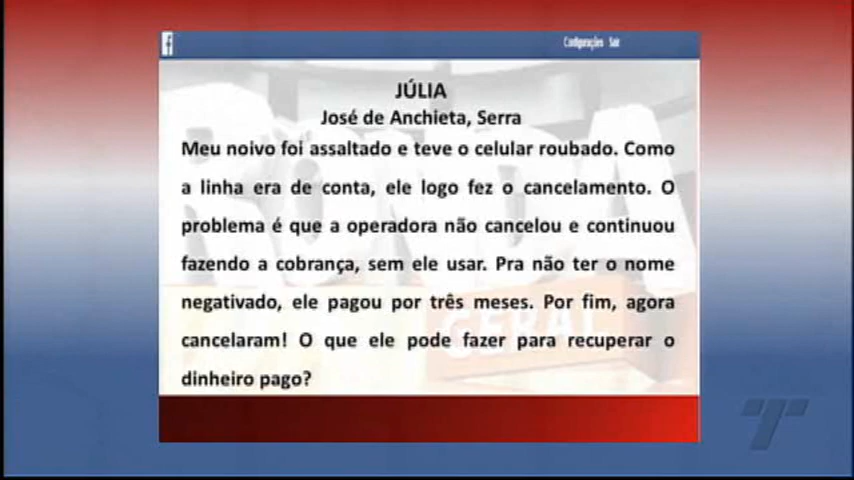 f
Configurações Sair
JÚLIA
José de Anchieta, Serra
Meu noivo foi assaltado e teve o celular roubado. Como
a linha era de conta, ele logo fez o cancelamento. O
problema é que a operadora não cancelou e continuou
fazendo a cobrança, sem ele usar. Pra não ter o nome
negativado, ele pagou por três meses. Por fim, agora
cancelaram! O que ele pode fazer para recuperar o
dinheiro pago?
RONDA
GERAL